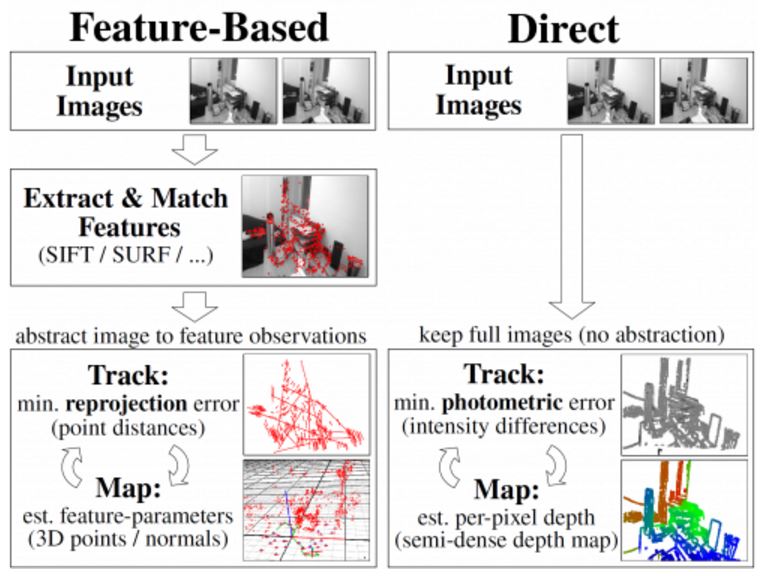 Feature-Based
Input
Images
Extract & Match
Features
(SIFT / SURF / ...)
abstract image to feature observations
Track:
min. reprojection error
(point distances)
Map:
est. feature-parameters
(3D points / normals)
Direct
Input
Images
keep full images (no abstraction)
Track:
min. photometric error
(intensity differences)
Map:
est. per-pixel depth
(semi-dense depth map)